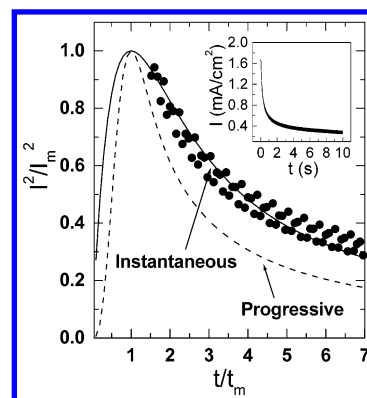 1.0
0.8
0.6
0.4
0.2
0.0
I²/Iₘ²
2.0
1.6
1.2
0.8
0.4
I (mA/cm²)
0 2 4 6 8 10
t (s)
Instantaneous
Progressive
1 2 3 4 5 6 7
t/tₘ